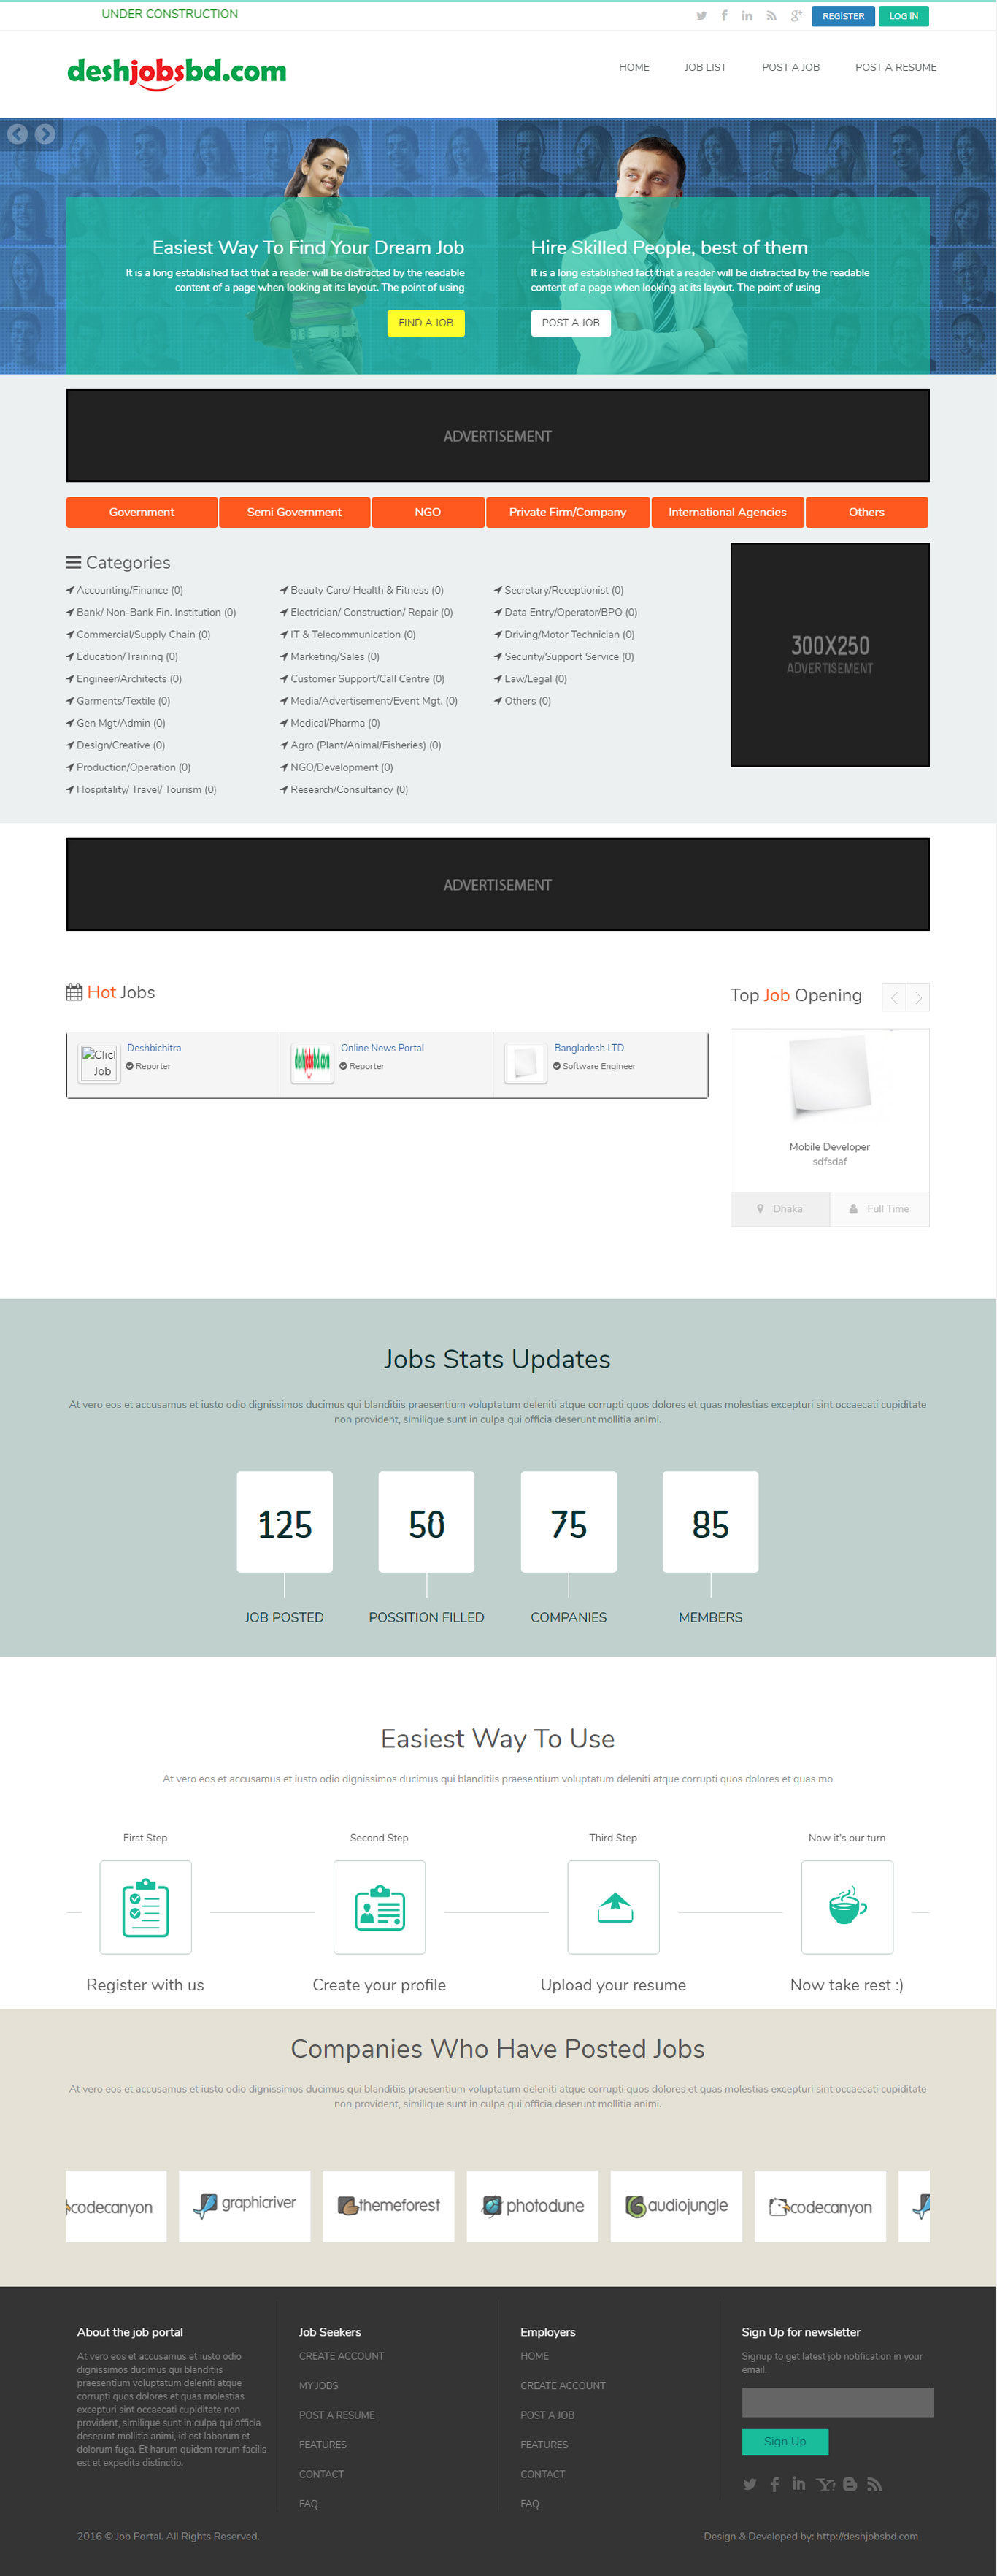 UNDER CONSTRUCTION
REGISTER
LOG IN
deshjobsbd.com
HOME
JOB LIST
POST A JOB
POST A RESUME
Easiest Way To Find Your Dream Job
It is a long established fact that a reader will be distracted by the readable
content of a page when looking at its layout. The point of using
FIND A JOB
Hire Skilled People, best of them
It is a long established fact that a reader will be distracted by the readable
content of a page when looking at its layout. The point of using
POST A JOB
ADVERTISEMENT
Government
Semi Government
NGO
Private Firm/Company
International Agencies
Others
Categories
Accounting/Finance (0)
Bank/ Non-Bank Fin. Institution (0)
Commercial/Supply Chain (0)
Education/Training (0)
Engineer/Architects (0)
Garments/Textile (0)
Gen Mgt/Admin (0)
Design/Creative (0)
Production/Operation (0)
Hospitality/ Travel/ Tourism (0)
Beauty Care/ Health & Fitness (0)
Electrician/ Construction/ Repair (0)
IT & Telecommunication (0)
Marketing/Sales (0)
Customer Support/Call Centre (0)
Media/Advertisement/Event Mgt. (0)
Medical/Pharma (0)
Agro (Plant/Animal/Fisheries) (0)
NGO/Development (0)
Research/Consultancy (0)
Secretary/Receptionist (0)
Data Entry/Operator/BPO (0)
Driving/Motor Technician (0)
Security/Support Service (0)
Law/Legal (0)
Others (0)
300X250
ADVERTISEMENT
ADVERTISEMENT
Hot Jobs
Job
Deshbichitra
Reporter
deshjobsbd.com
Online News Portal
Reporter
Bangladesh LTD
Software Engineer
Top Job Opening
Mobile Developer
sdfsdaf
Dhaka
Full Time
Jobs Stats Updates
At vero eos et accusamus et iusto odio dignissimos ducimus qui blanditiis praesentium voluptatum deleniti atque corrupti quos dolores et quas molestias excepturi sint occaecati cupiditate
non provident, similique sunt in culpa qui officia deserunt mollitia animi.
125
50
75
85
JOB POSTED
POSSITION FILLED
COMPANIES
MEMBERS
Easiest Way To Use
At vero eos et accusamus et iusto odio dignissimos ducimus qui blanditiis praesentium voluptatum deleniti atque corrupti quos dolores et quas mo
First Step
Second Step
Third Step
Now it's our turn
Register with us
Create your profile
Upload your resume
Now take rest :)
Companies Who Have Posted Jobs
At vero eos et accusamus et iusto odio dignissimos ducimus qui blanditiis praesentium voluptatum deleniti atque corrupti quos dolores et quas molestias excepturi sint occaecati cupiditate
non provident, similique sunt in culpa qui officia deserunt mollitia animi.
codecanyon
graphicriver
themeforest
photodune
audiojungle
codecanyon
About the job portal
At vero eos et accusamus et iusto odio
dignissimos ducimus qui blanditiis
praesentium voluptatum deleniti atque
corrupti quos dolores et quas molestias
excepturi sint occaecati cupiditate non
provident, similique sunt in culpa qui officia
deserunt mollitia animi, id est laborum et
dolorum fuga. Et harum quidem rerum facilis
est et expedita distinctio.
Job Seekers
CREATE ACCOUNT
MY JOBS
POST A RESUME
FEATURES
CONTACT
FAQ
Employers
HOME
CREATE ACCOUNT
POST A JOB
FEATURES
CONTACT
FAQ
Sign Up for newsletter
Signup to get latest job notification in your
email.
Sign Up
2016 © Job Portal. All Rights Reserved.
Design & Developed by: http://deshjobsbd.com